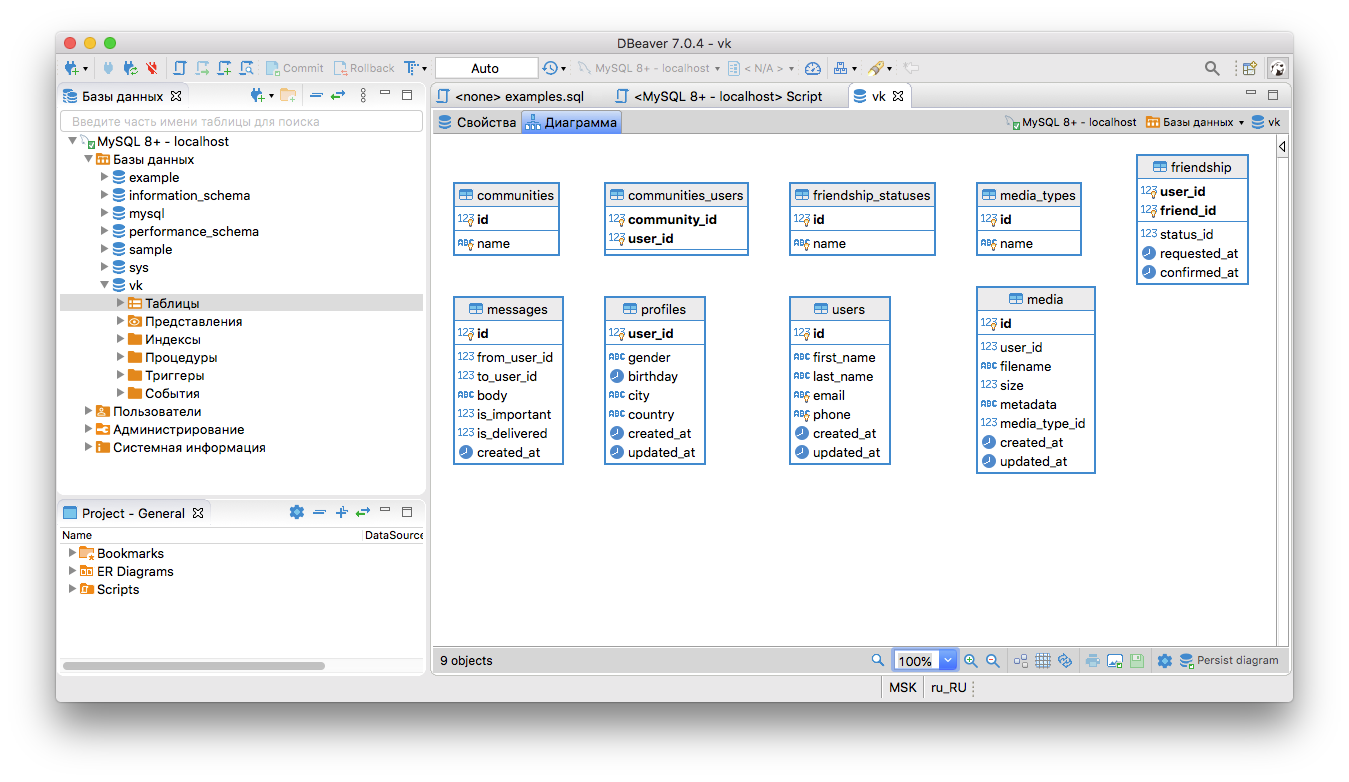 DBeaver 7.0.4 - vk
Commit Rollback Auto MySQL 8+ - localhost < N/A >
Базы данных
Введите часть имени таблицы для поиска
MySQL 8+ - localhost
Базы данных
example
information_schema
mysql
performance_schema
sample
sys
vk
Таблицы
Представления
Индексы
Процедуры
Триггеры
События
Пользователи
Администрирование
Системная информация
Project - General
Name DataSource
Bookmarks
ER Diagrams
Scripts
<none> examples.sql <MySQL 8+ - localhost> Script vk
Свойства Диаграмма MySQL 8+ - localhost Базы данных vk
communities
123 id
ABC name
communities_users
123 community_id
123 user_id
friendship_statuses
123 id
ABC name
media_types
123 id
ABC name
friendship
123 user_id
123 friend_id
123 status_id
requested_at
confirmed_at
messages
123 id
123 from_user_id
123 to_user_id
ABC body
123 is_important
123 is_delivered
created_at
profiles
123 user_id
ABC gender
birthday
ABC city
ABC country
created_at
updated_at
users
123 id
ABC first_name
ABC last_name
ABC email
ABC phone
created_at
updated_at
media
123 id
123 user_id
ABC filename
123 size
ABC metadata
123 media_type_id
created_at
updated_at
9 objects 100% Persist diagram
MSK ru_RU